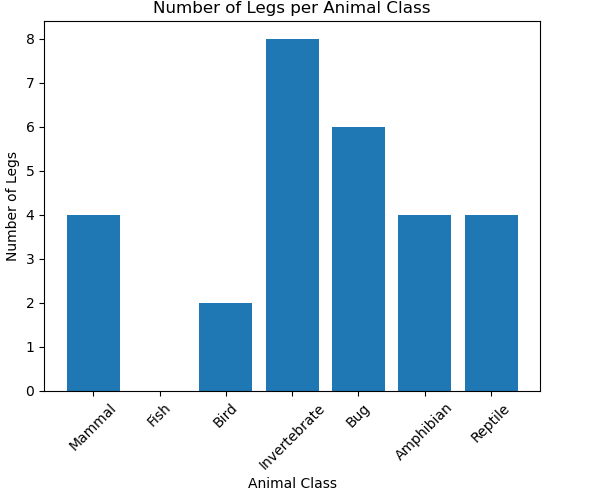 Number of Legs per Animal Class
8
7
6
5
4
3
2
1
0
Number of Legs
Mammal
Fish
Bird
Invertebrate
Bug
Amphibian
Reptile
Animal Class